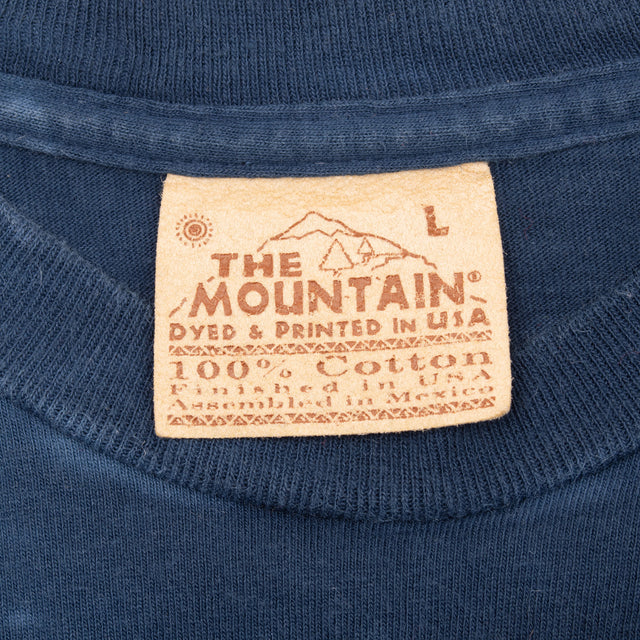 L
THE
MOUNTAIN®
DYED & PRINTED IN USA
100% Cotton
Finished in USA
Assembled in Mexico